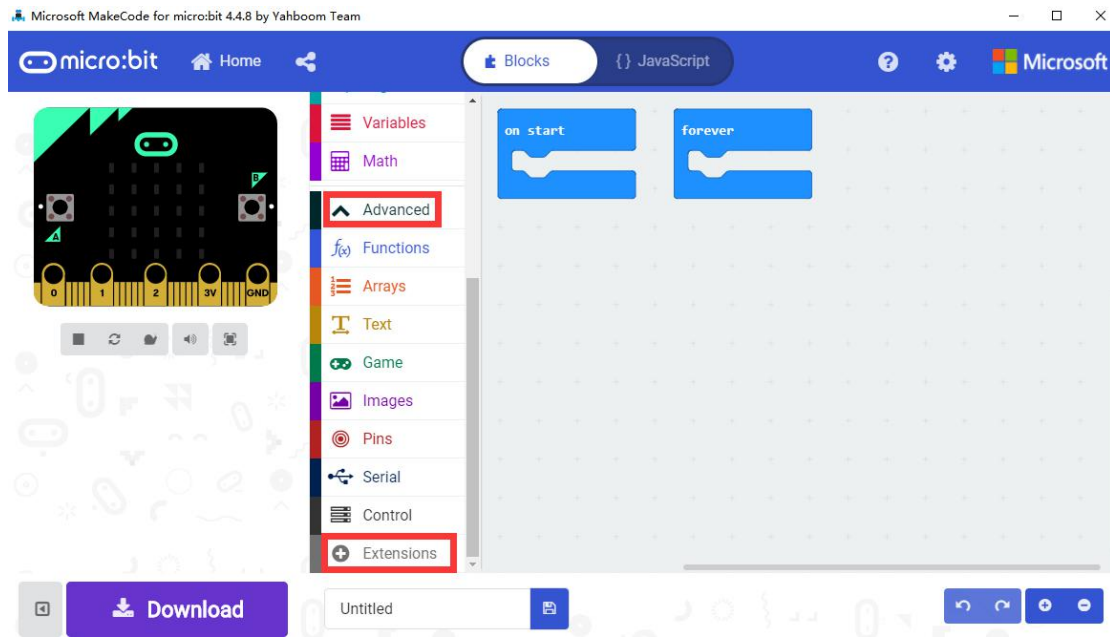 Microsoft MakeCode for micro:bit 4.4.8 by Yahboom Team
micro:bit Home Blocks {} JavaScript Microsoft
Variables
Math
Advanced
f(x) Functions
Arrays
Text
Game
Images
Pins
Serial
Control
Extensions
on start
forever
B
A
0 1 2 3V GND
Download
Untitled